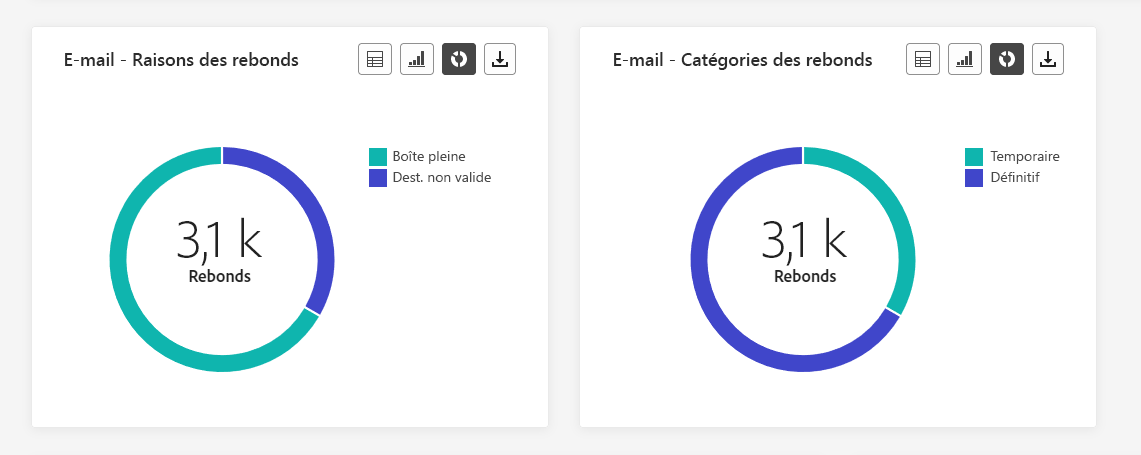 E-mail - Raisons des rebonds
Boîte pleine
Dest. non valide
3,1 k
Rebonds
E-mail - Catégories des rebonds
Temporaire
Définitif
3,1 k
Rebonds